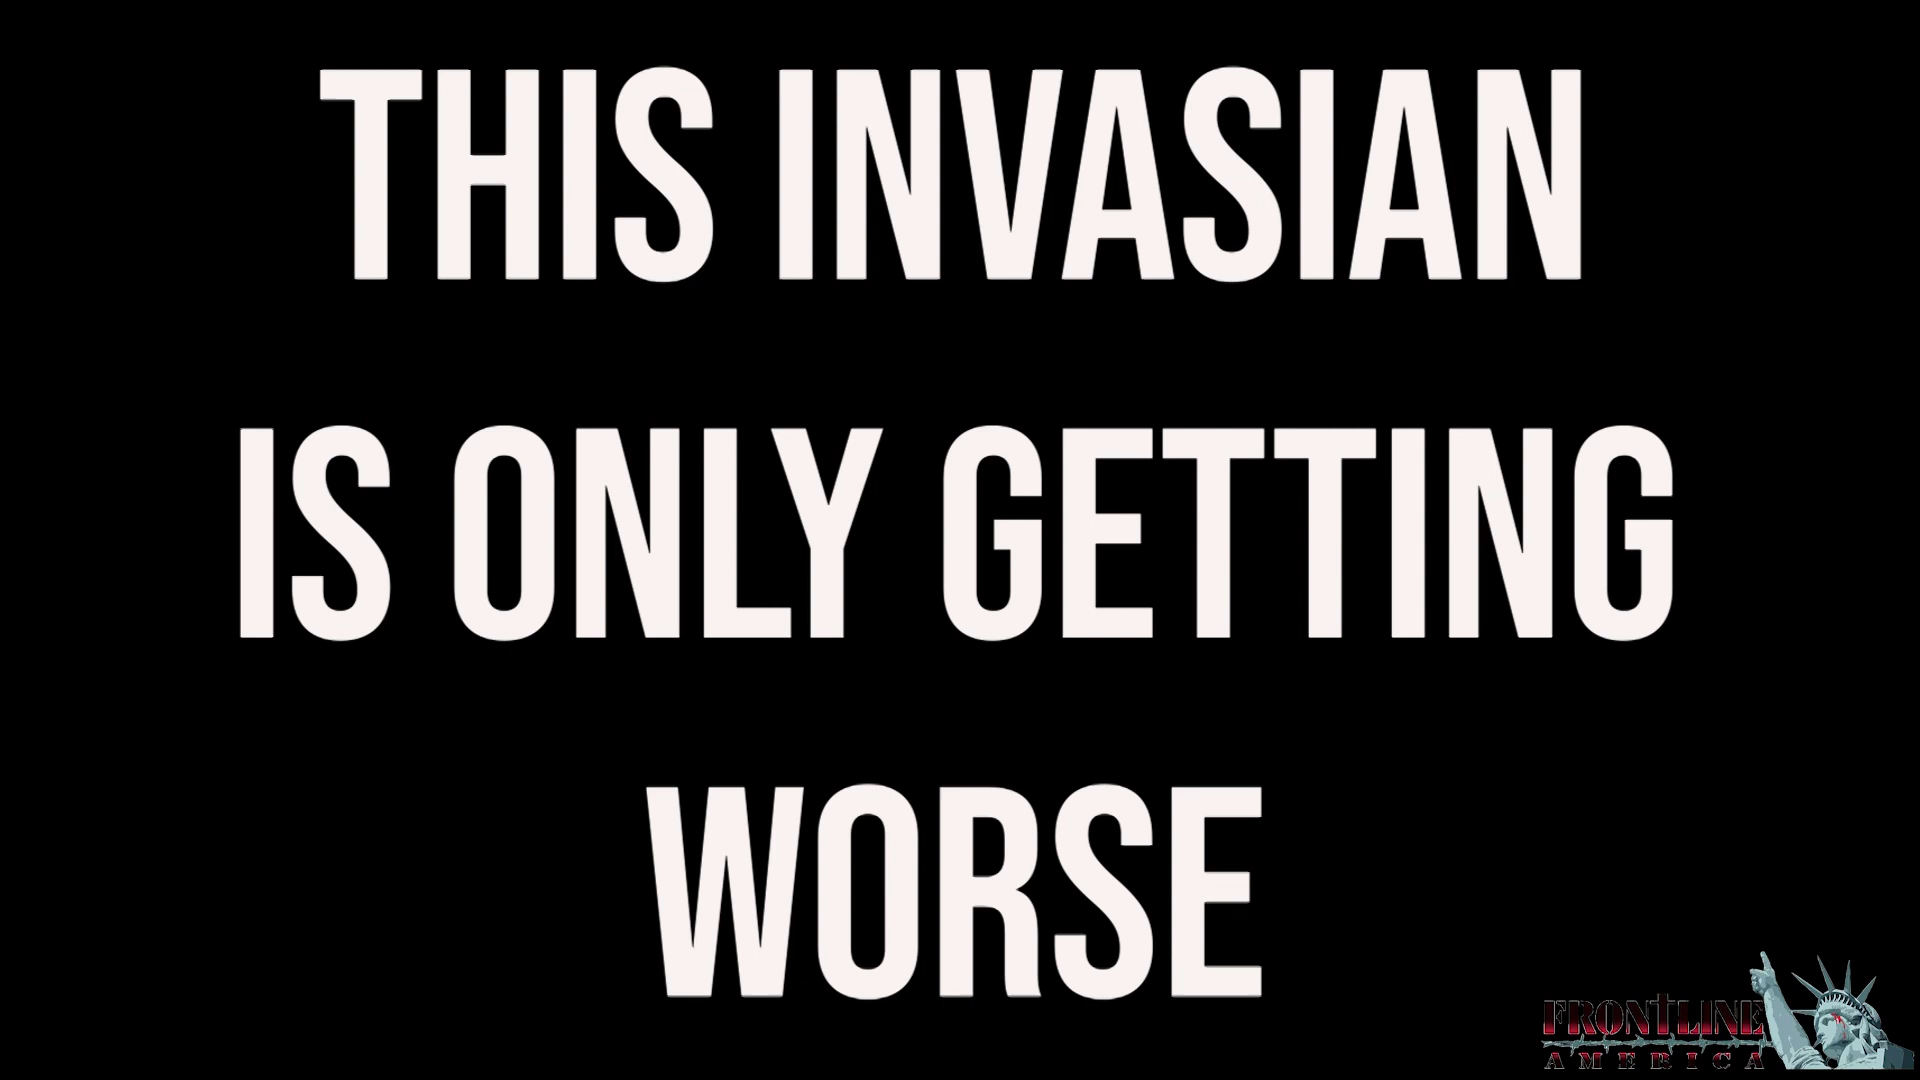 THIS INVASIAN
IS ONLY GETTING
WORSE
FRONTLINE
AMERICA